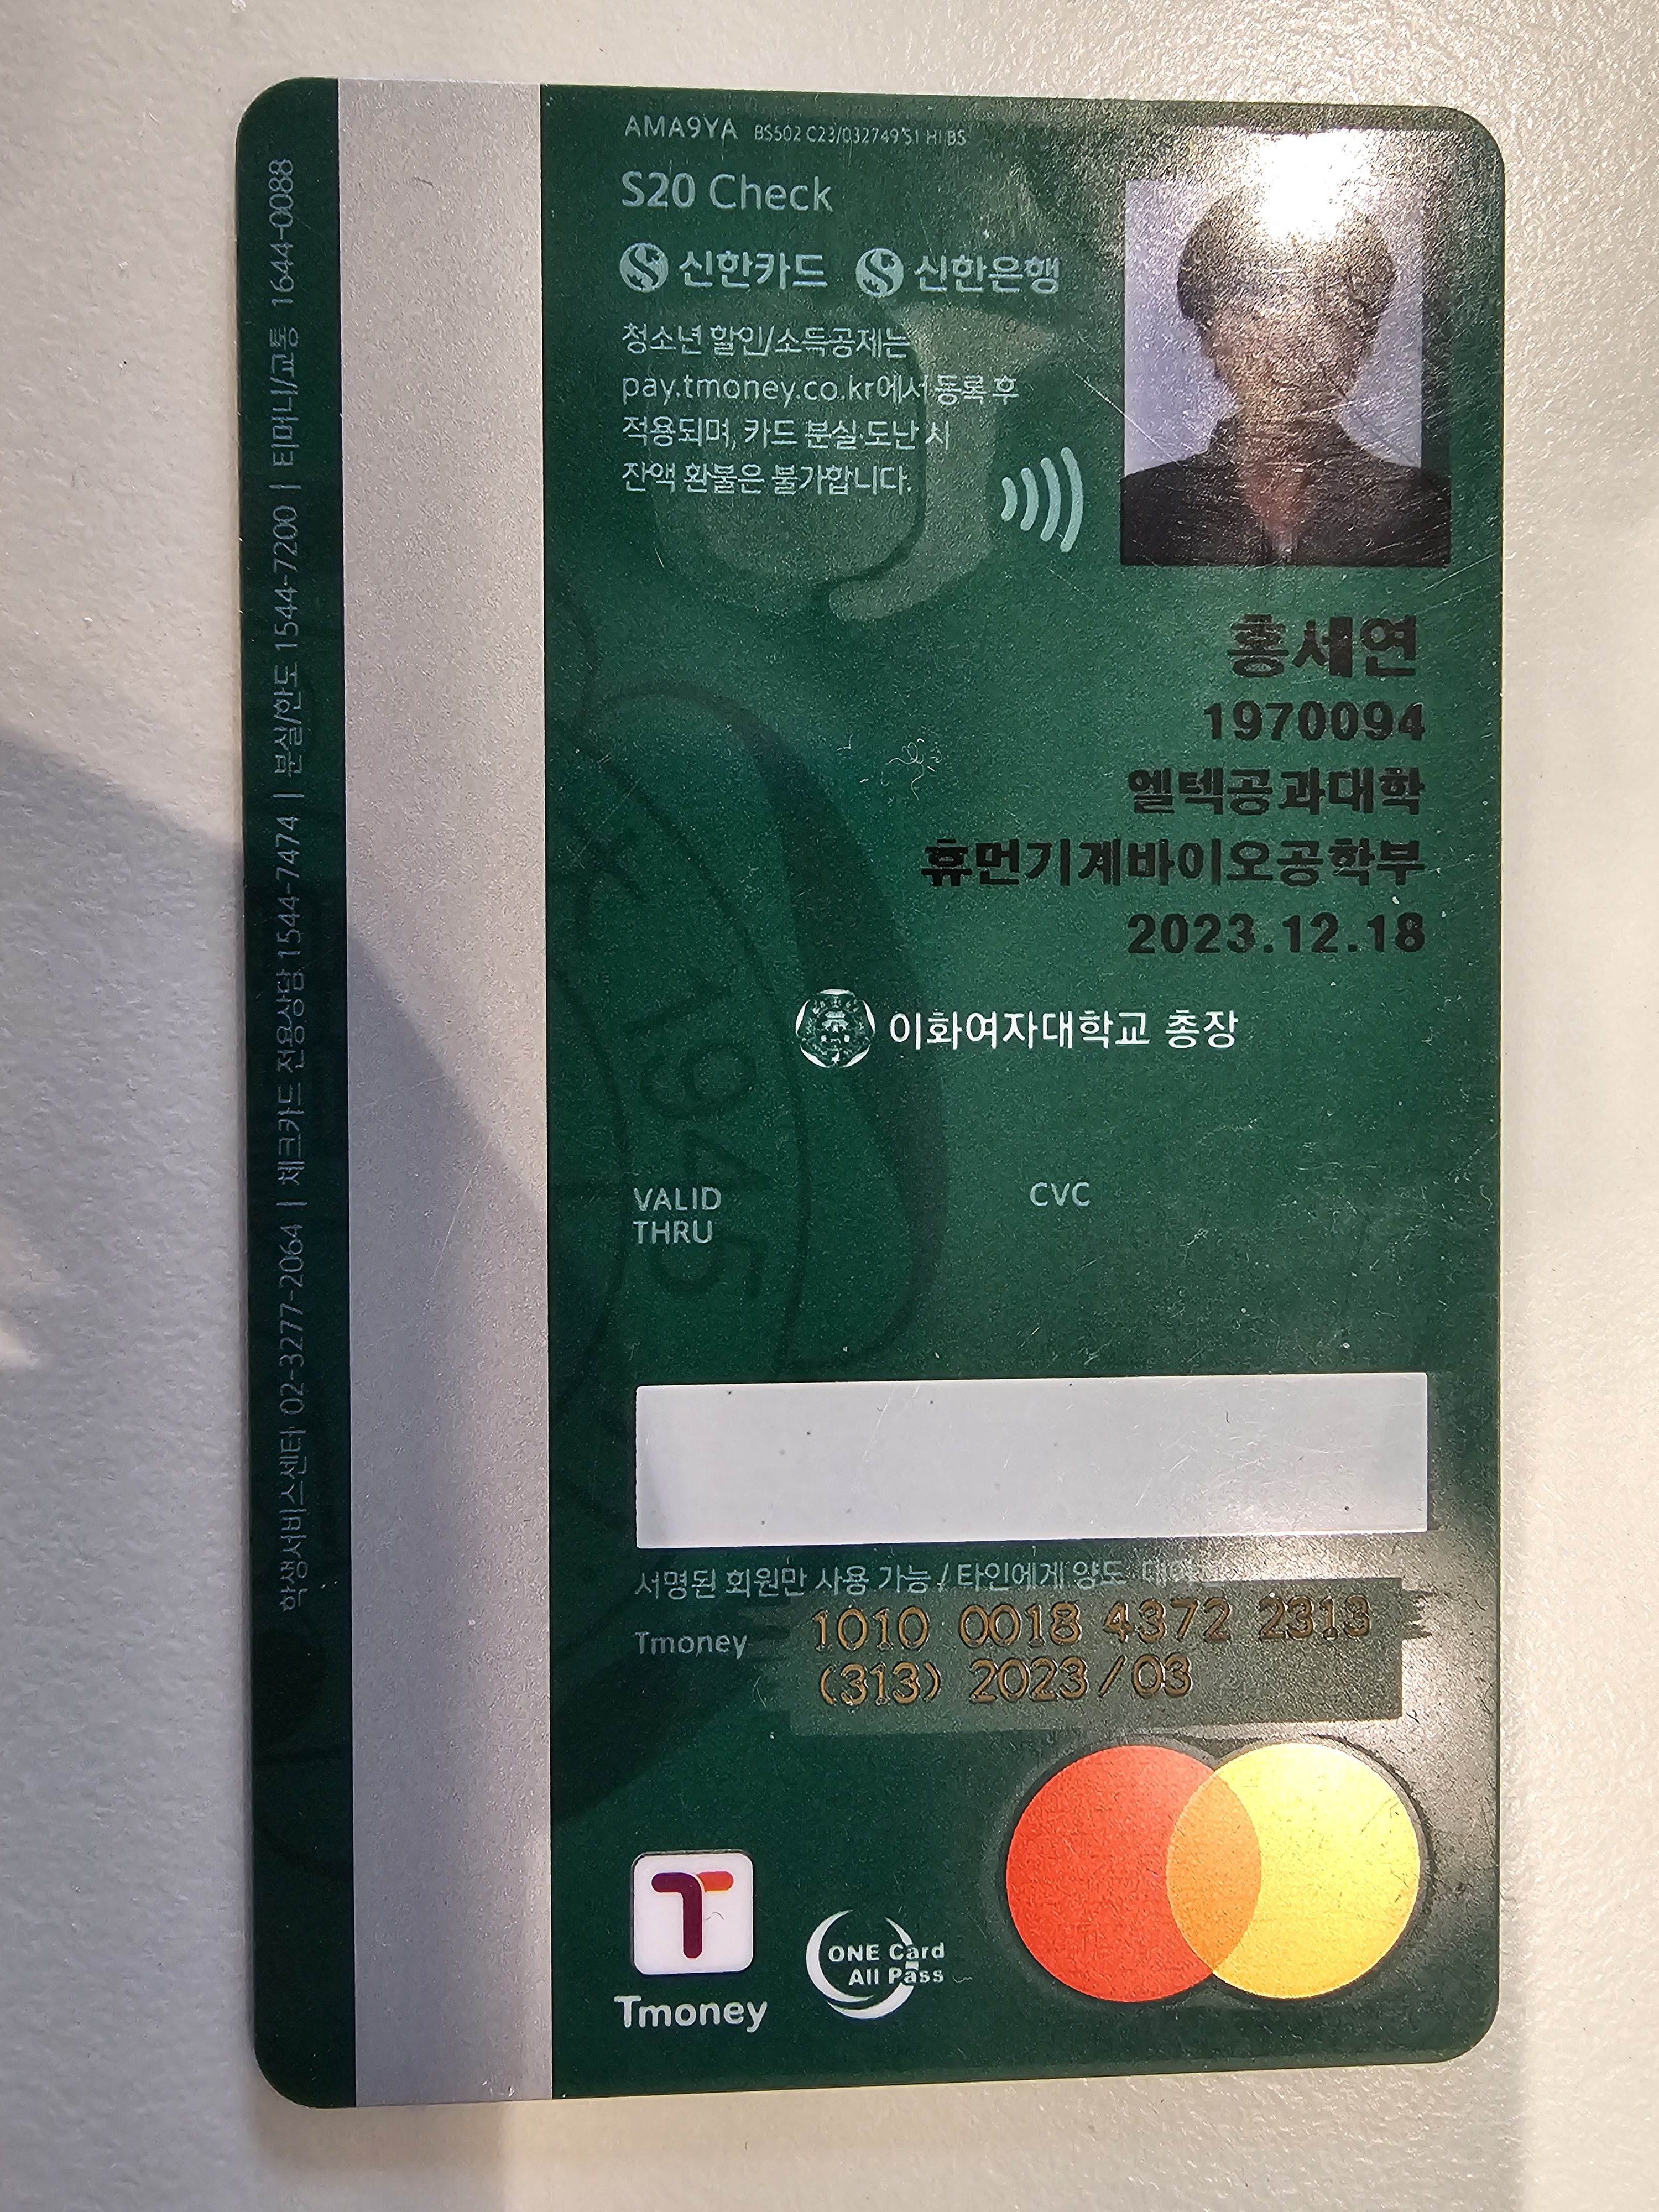 AMA9YA BS502 C23/032749'51 HI BS
S20 Check
신한카드 신한은행
청소년 할인/소득공제는
pay.tmoney.co.kr에서 등록 후
적용되며, 카드 분실·도난 시
잔액 환불은 불가합니다.
홍세연
1970094
엘텍공과대학
휴먼기계바이오공학부
2023.12.18
이화여자대학교 총장
1945
VALID
THRU
CVC
서명된 회원만 사용 가능 / 타인에게 양도
Tmoney
1010 0018 4372 2313
(313) 2023/03
Tmoney
ONE Card
All Pass
학생서비스센터 02-3277-2064 | 체크카드 전용상담 1544-7474 | 분실/한도 1544-7200 | 티머니/교통 1644-0088